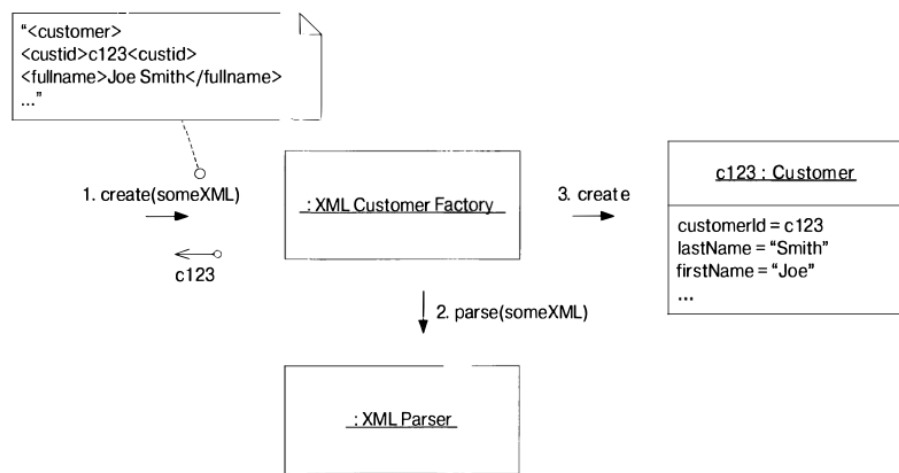 “<customer>
<custid>c123<custid>
<fullname>Joe Smith</fullname>
...”
1. create(someXML)
c123
: XML Customer Factory
3. create
c123 : Customer
customerId = c123
lastName = “Smith”
firstName = “Joe”
...
2. parse(someXML)
: XML Parser